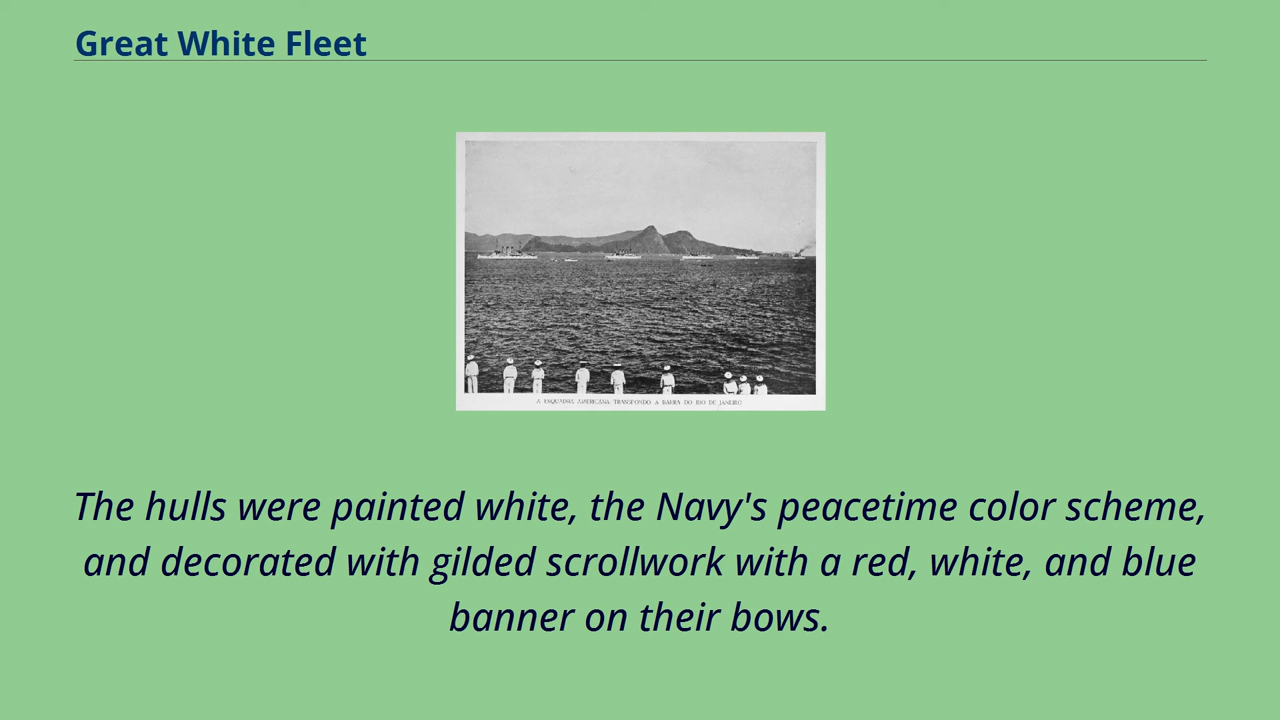 Great White Fleet
A ESQUADRA AMERICANA TRANSPONDO A BARRA DO RIO DE JANEIRO
The hulls were painted white, the Navy's peacetime color scheme,
and decorated with gilded scrollwork with a red, white, and blue
banner on their bows.